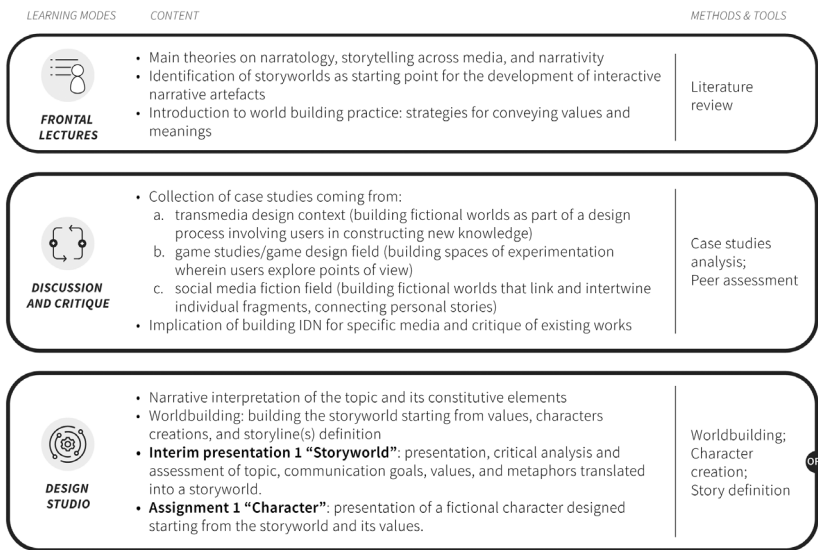 LEARNING MODES CONTENT METHODS & TOOLS
FRONTAL
LECTURES
• Main theories on narratology, storytelling across media, and narrativity
• Identification of storyworlds as starting point for the development of interactive
narrative artefacts
• Introduction to world building practice: strategies for conveying values and
meanings
Literature
review
DISCUSSION
AND CRITIQUE
• Collection of case studies coming from:
a. transmedia design context (building fictional worlds as part of a design
process involving users in constructing new knowledge)
b. game studies/game design field (building spaces of experimentation
wherein users explore points of view)
c. social media fiction field (building fictional worlds that link and intertwine
individual fragments, connecting personal stories)
• Implication of building IDN for specific media and critique of existing works
Case studies
analysis;
Peer assessment
DESIGN
STUDIO
• Narrative interpretation of the topic and its constitutive elements
• Worldbuilding: building the storyworld starting from values, characters
creations, and storyline(s) definition
• Interim presentation 1 “Storyworld”: presentation, critical analysis and
assessment of topic, communication goals, values, and metaphors translated
into a storyworld.
• Assignment 1 “Character”: presentation of a fictional character designed
starting from the storyworld and its values.
Worldbuilding;
Character
creation;
Story definition